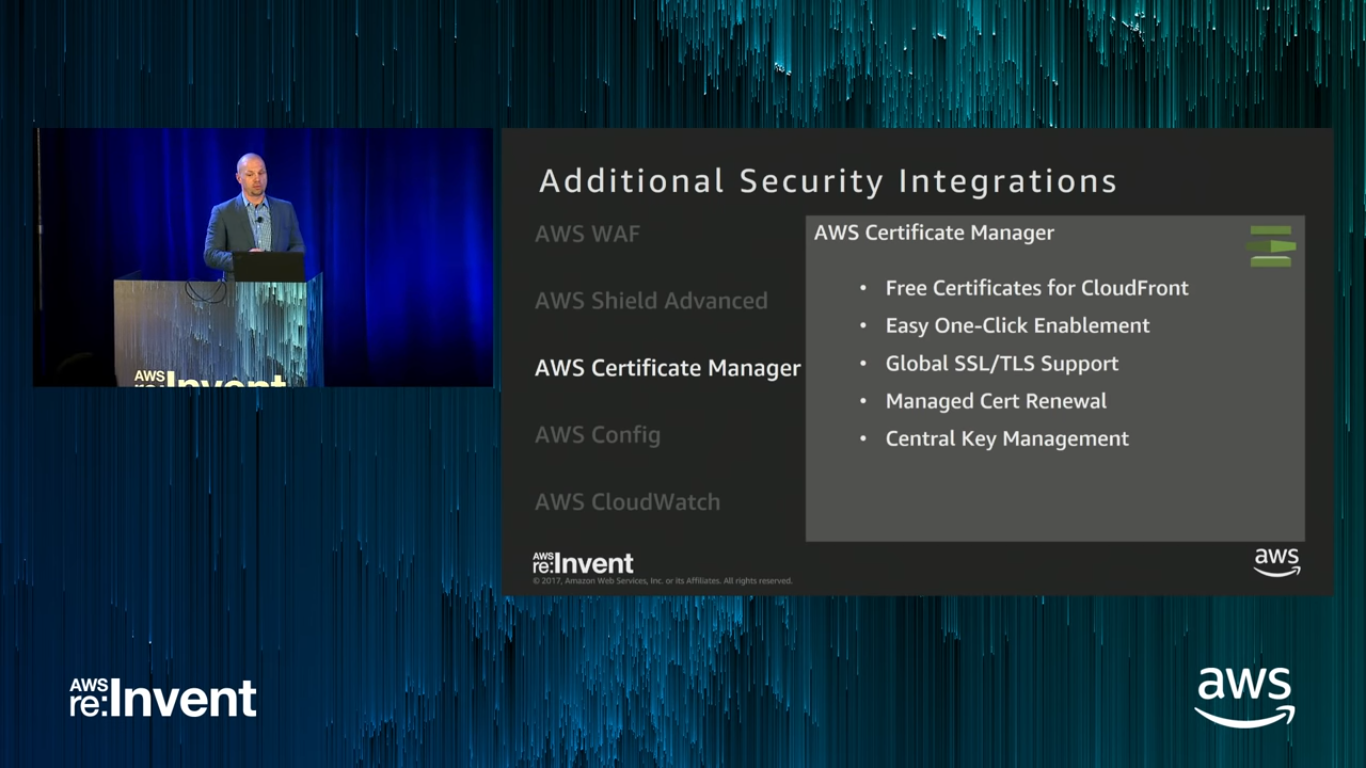 Additional Security Integrations
AWS WAF
AWS Shield Advanced
AWS Certificate Manager
AWS Config
AWS CloudWatch
AWS Certificate Manager
• Free Certificates for CloudFront
• Easy One-Click Enablement
• Global SSL/TLS Support
• Managed Cert Renewal
• Central Key Management
AWS
re:Invent
© 2017, Amazon Web Services, Inc. or its Affiliates. All rights reserved.
aws
AWS
re:Invent
AWS
re:Invent
aws